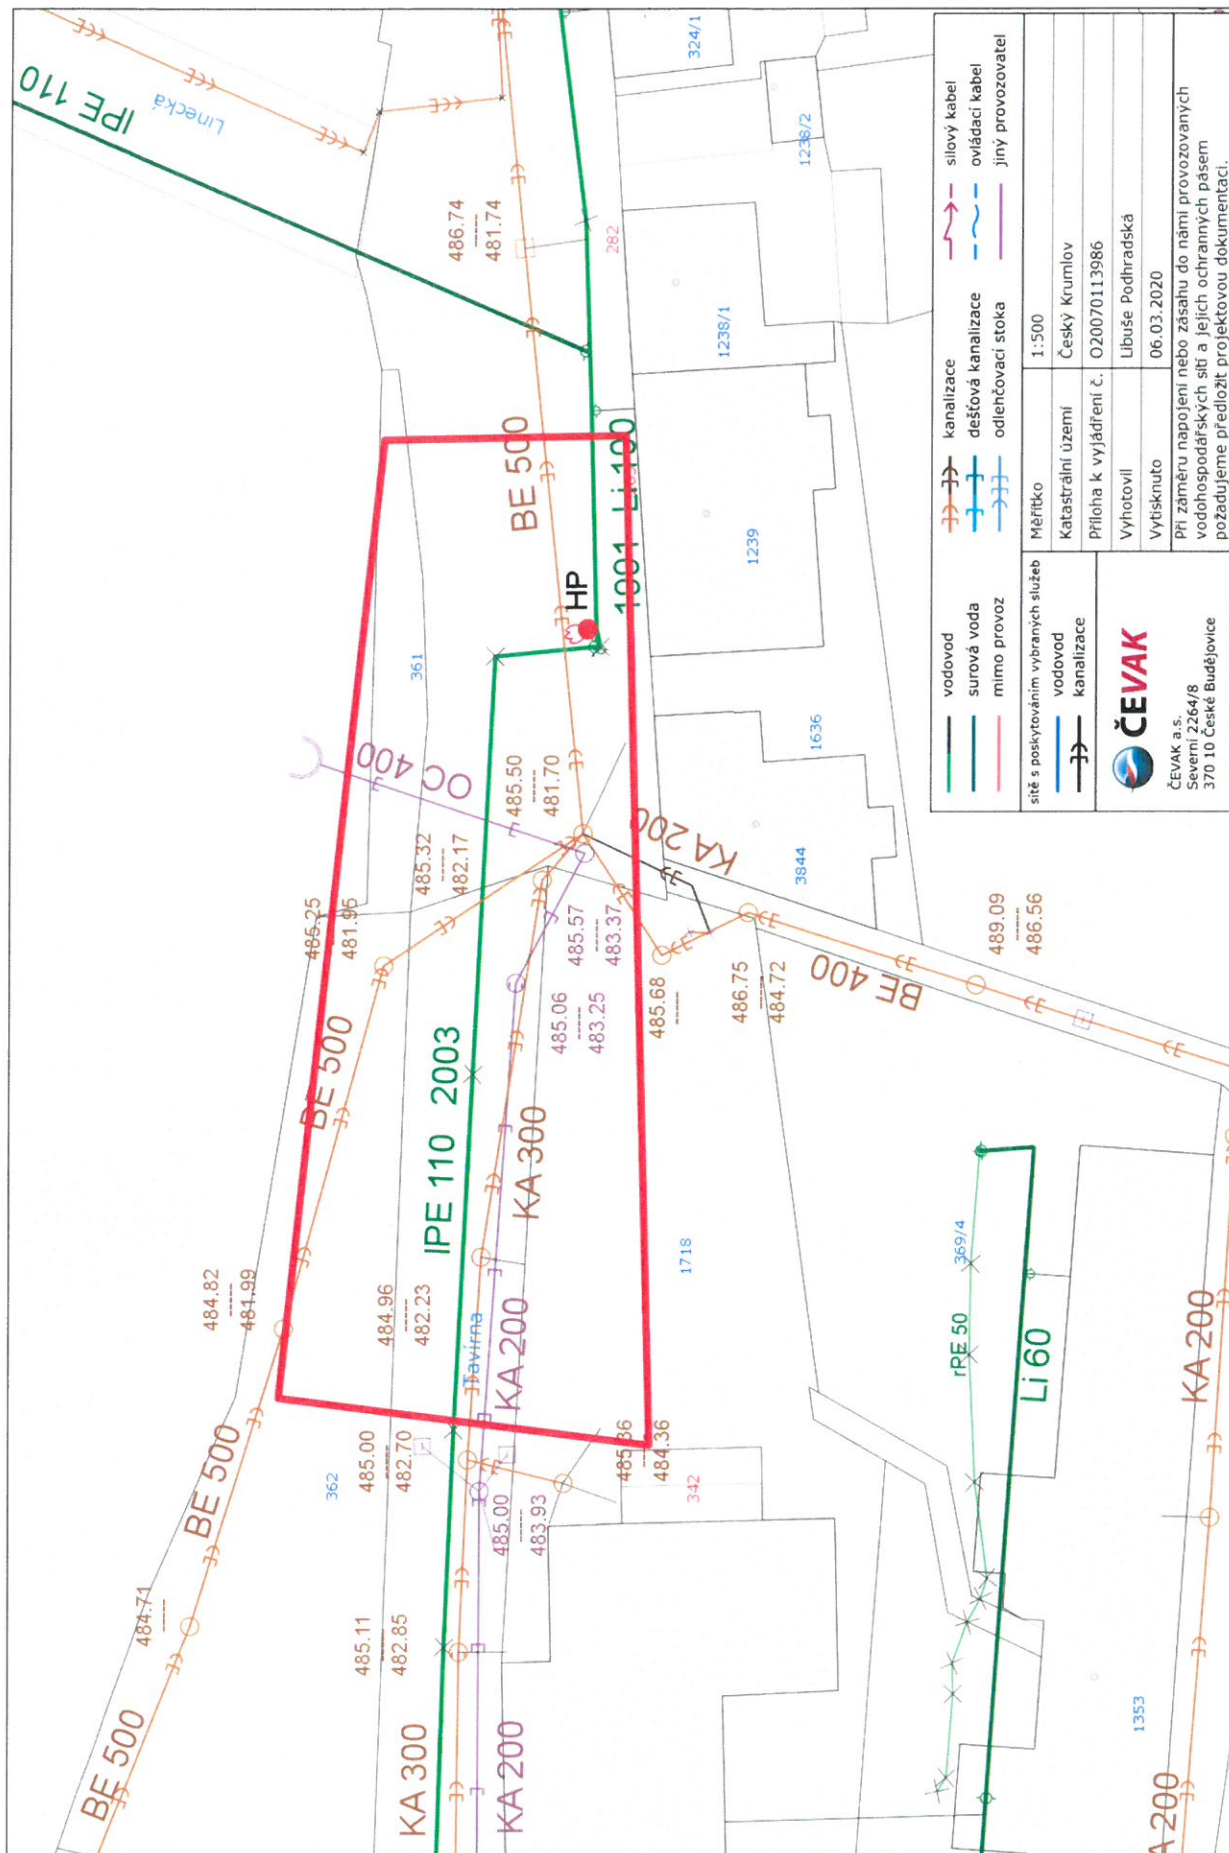 IPE 110
Linecká
324/1
1238/2
486.74
-----
481.74
282
1238/1
BE 500
1991 Li 100
HP
1239
361
OC 400
485.50
-----
481.70
1636
KA 200
485.32
-----
482.17
3844
485.25
-----
481.95
485.57
-----
483.37
485.06
-----
483.25
485.68
-----
486.75
-----
484.72
BE 400
489.09
-----
486.56
BE 500
IPE 110 2003
KA 300
1718
369/4
484.82
-----
481.99
484.96
-----
482.23
Tavírna
KA 200
rPE 50
Li 60
KA 200
BE 500
362
485.00
-----
482.70
485.00
-----
483.93
485.36
-----
484.36
342
484.71
-----
485.11
-----
482.85
BE 500
KA 300
KA 200
1353
A 200
vodovod
surová voda
mimo provoz
kanalizace
dešťová kanalizace
odlehčovací stoka
silový kabel
ovládací kabel
jiný provozovatel
sítě s poskytováním vybraných služeb
vodovod
kanalizace
Měřítko 1:500
Katastrální území Český Krumlov
Příloha k vyjádření č. O20070113986
Vyhotovil Libuše Podhradská
Vytisknuto 06.03.2020
ČEVAK
ČEVAK a.s.
Severní 2264/8
370 10 České Budějovice
Při záměru napojení nebo zásahu do námi provozovaných
vodohospodářských sítí a jejich ochranných pásem
požadujeme předložit projektovou dokumentaci.